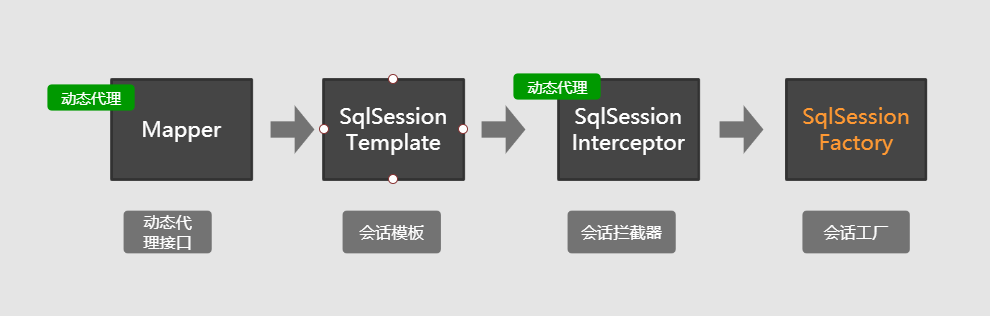 动态代理
Mapper
SqlSession
Template
动态代理
SqlSession
Interceptor
SqlSession
Factory
动态代
理接口
会话模板
会话拦截器
会话工厂